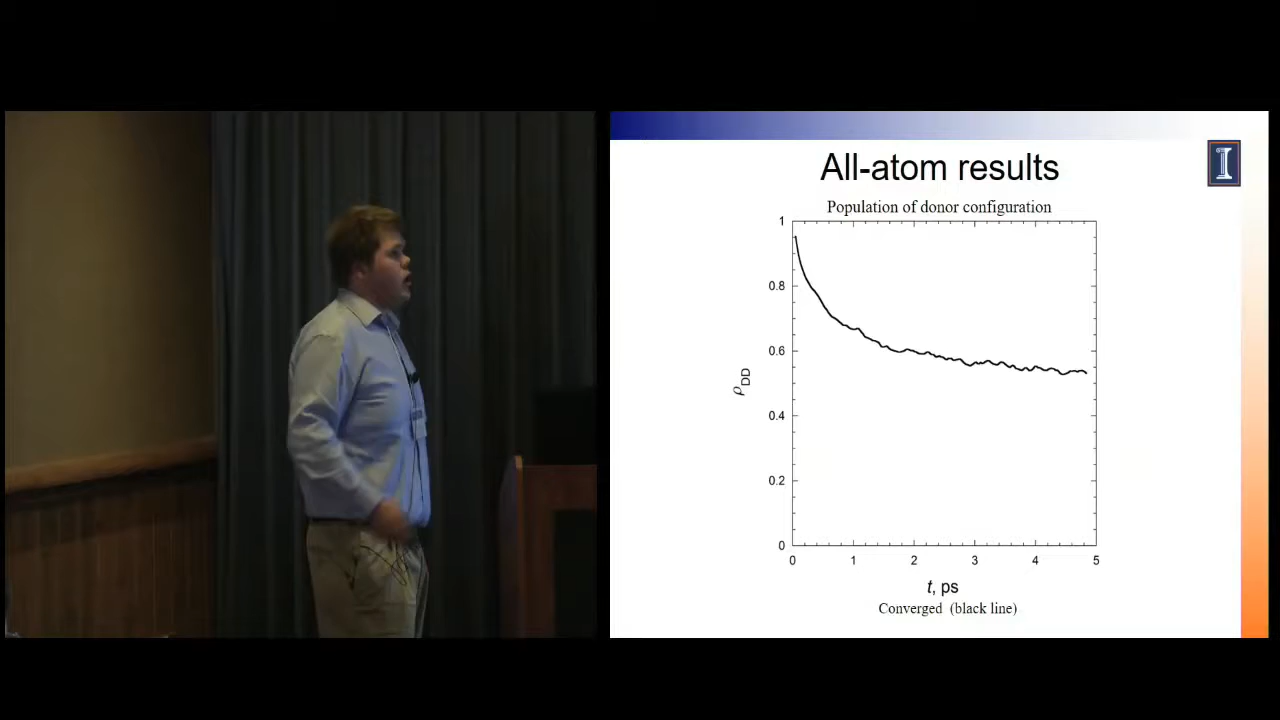 All-atom results
I
Population of donor configuration
1
0.8
0.6
0.4
0.2
0
ρDD
0 1 2 3 4 5
t, ps
Converged (black line)